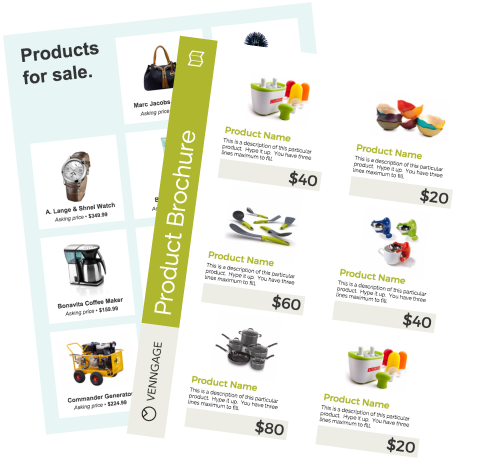 Products
for sale.
Marc Jacobs
Asking price
A. Lange & Shnel Watch
Asking price • $349.99
Bonavita Coffee Maker
Asking price • $159.99
Commander Generator
Asking price • $224.99
Product Brochure
VENNGAGE
Product Name
This is a description of this particular
product. Hype it up. You have three
lines maximum to fill.
$40
Product Name
This is a description of this particular
product. Hype it up. You have three
lines maximum to fill.
$20
Product Name
This is a description of this particular
product. Hype it up. You have three
lines maximum to fill.
$60
Product Name
This is a description of this particular
product. Hype it up. You have three
lines maximum to fill.
$40
Product Name
This is a description of this particular
product. Hype it up. You have three
lines maximum to fill.
$80
Product Name
This is a description of this particular
product. Hype it up. You have three
lines maximum to fill.
$20